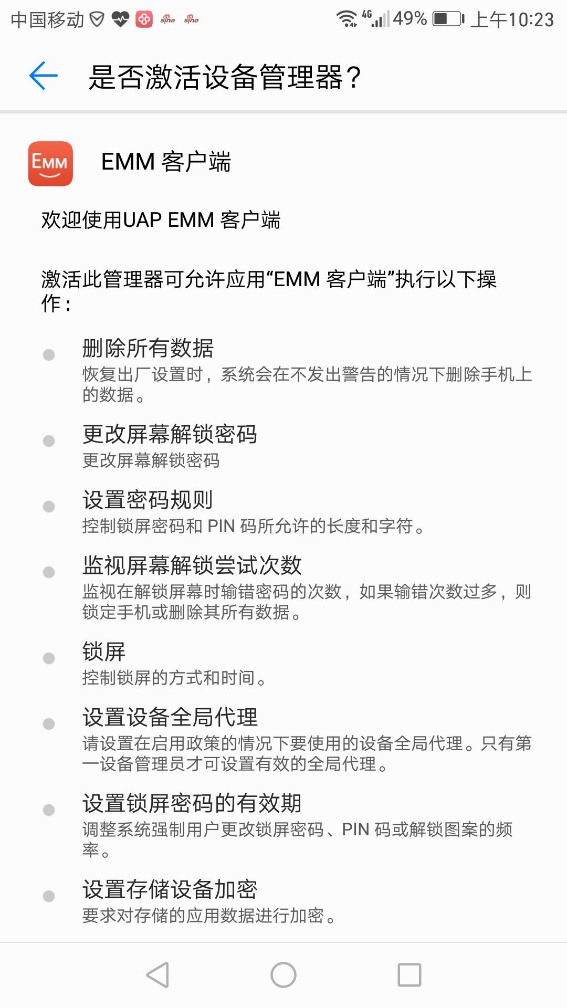 中国移动 4G 49% 上午10:23
是否激活设备管理器？
EMM EMM 客户端
欢迎使用UAP EMM 客户端
激活此管理器可允许应用“EMM 客户端”执行以下操
作：
删除所有数据
恢复出厂设置时，系统会在不发出警告的情况下删除手机上
的数据。
更改屏幕解锁密码
更改屏幕解锁密码
设置密码规则
控制锁屏密码和 PIN 码所允许的长度和字符。
监视屏幕解锁尝试次数
监视在解锁屏幕时输错密码的次数，如果输错次数过多，则
锁定手机或删除其所有数据。
锁屏
控制锁屏的方式和时间。
设置设备全局代理
请设置在启用政策的情况下要使用的设备全局代理。只有第
一设备管理员才可设置有效的全局代理。
设置锁屏密码的有效期
调整系统强制用户更改锁屏密码、PIN 码或解锁图案的频
率。
设置存储设备加密
要求对存储的应用数据进行加密。